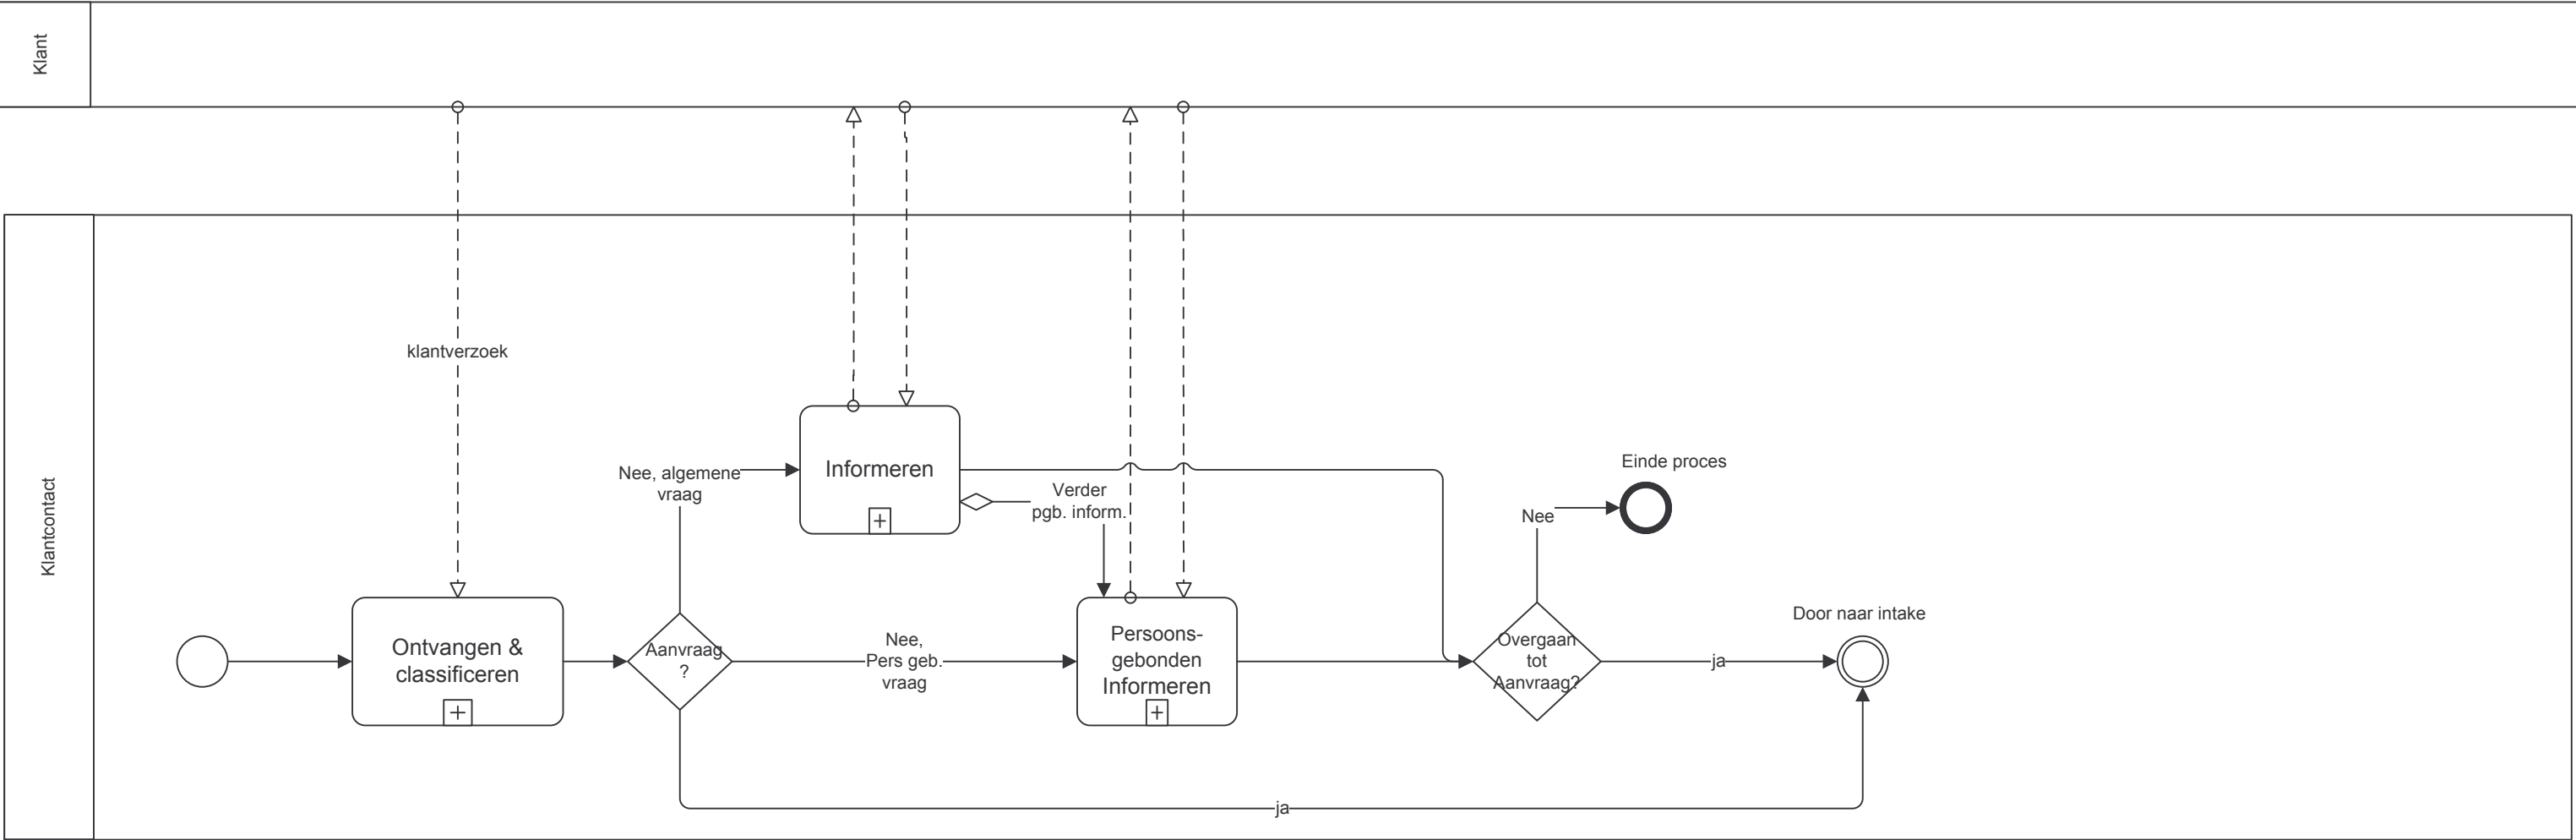 Klant
klantverzoek
Klantcontact
Nee, algemene
vraag
Informeren
Verder
pgb. inform.
Einde proces
Nee
Ontvangen &
classificeren
Aanvraag
?
Nee,
Pers geb.
vraag
Persoons-
gebonden
Informeren
Overgaan
tot
Aanvraag?
ja
Door naar intake
ja